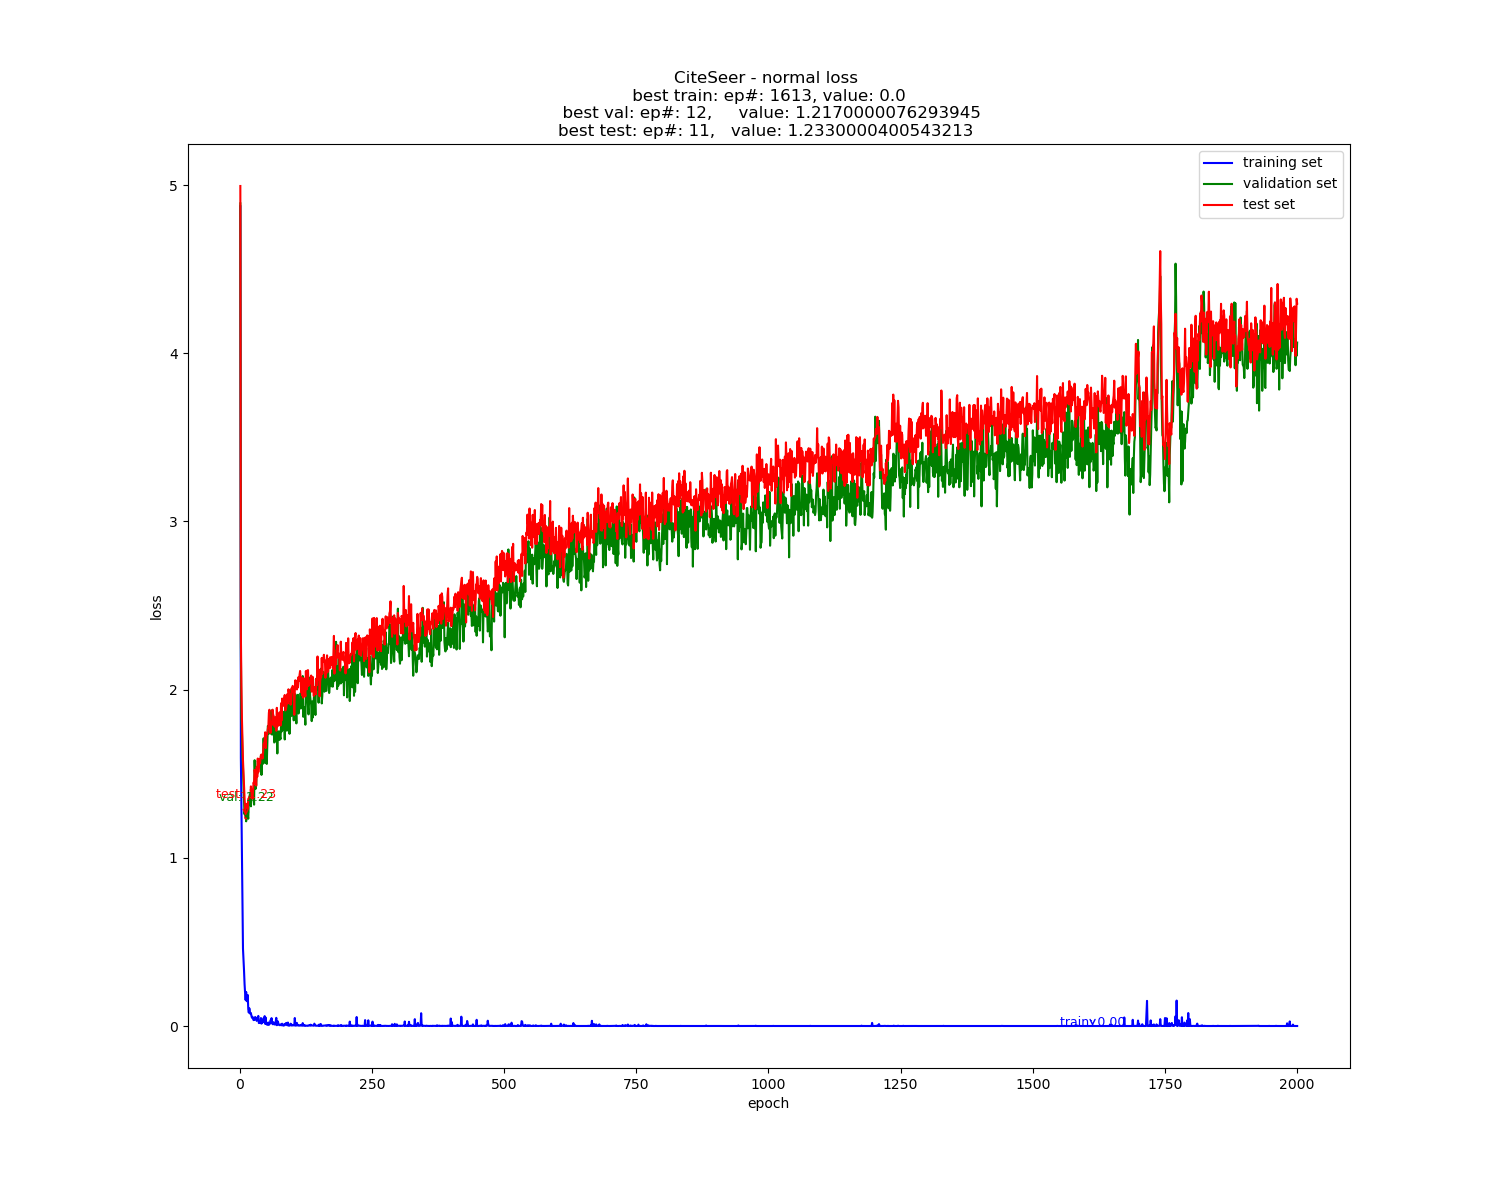 CiteSeer - normal loss
best train: ep#: 1613, value: 0.0
best val: ep#: 12, value: 1.2170000076293945
best test: ep#: 11, value: 1.2330000400543213
training set
validation set
test set
loss
5
4
3
2
1
0
train: 0.00
0 250 500 750 1000 1250 1500 1750 2000
epoch